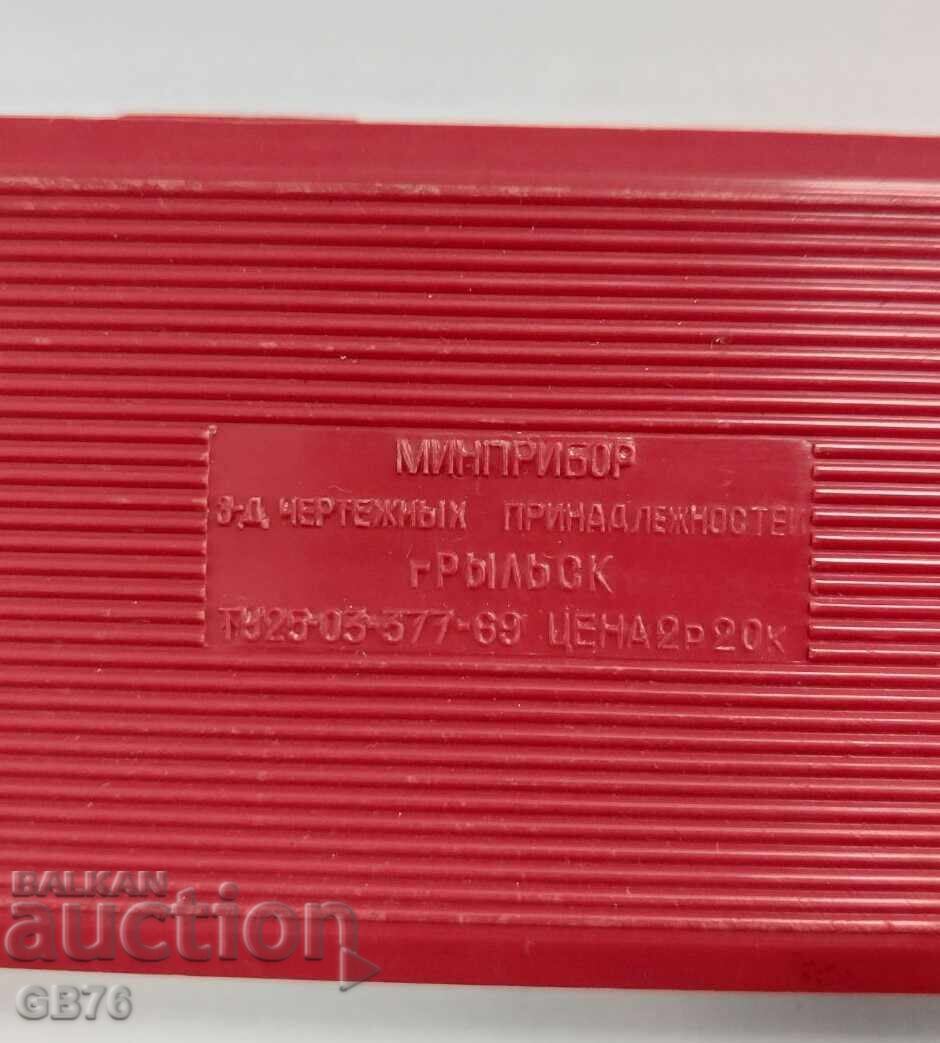 МИНПРИБОР
З-Д ЧЕРТЕЖНЫХ ПРИНАДЛЕЖНОСТЕЙ
г РЫЛЬСК
ТУ25-03-377-69 ЦЕНА 2р 20к
BALKAN
auction
GB76